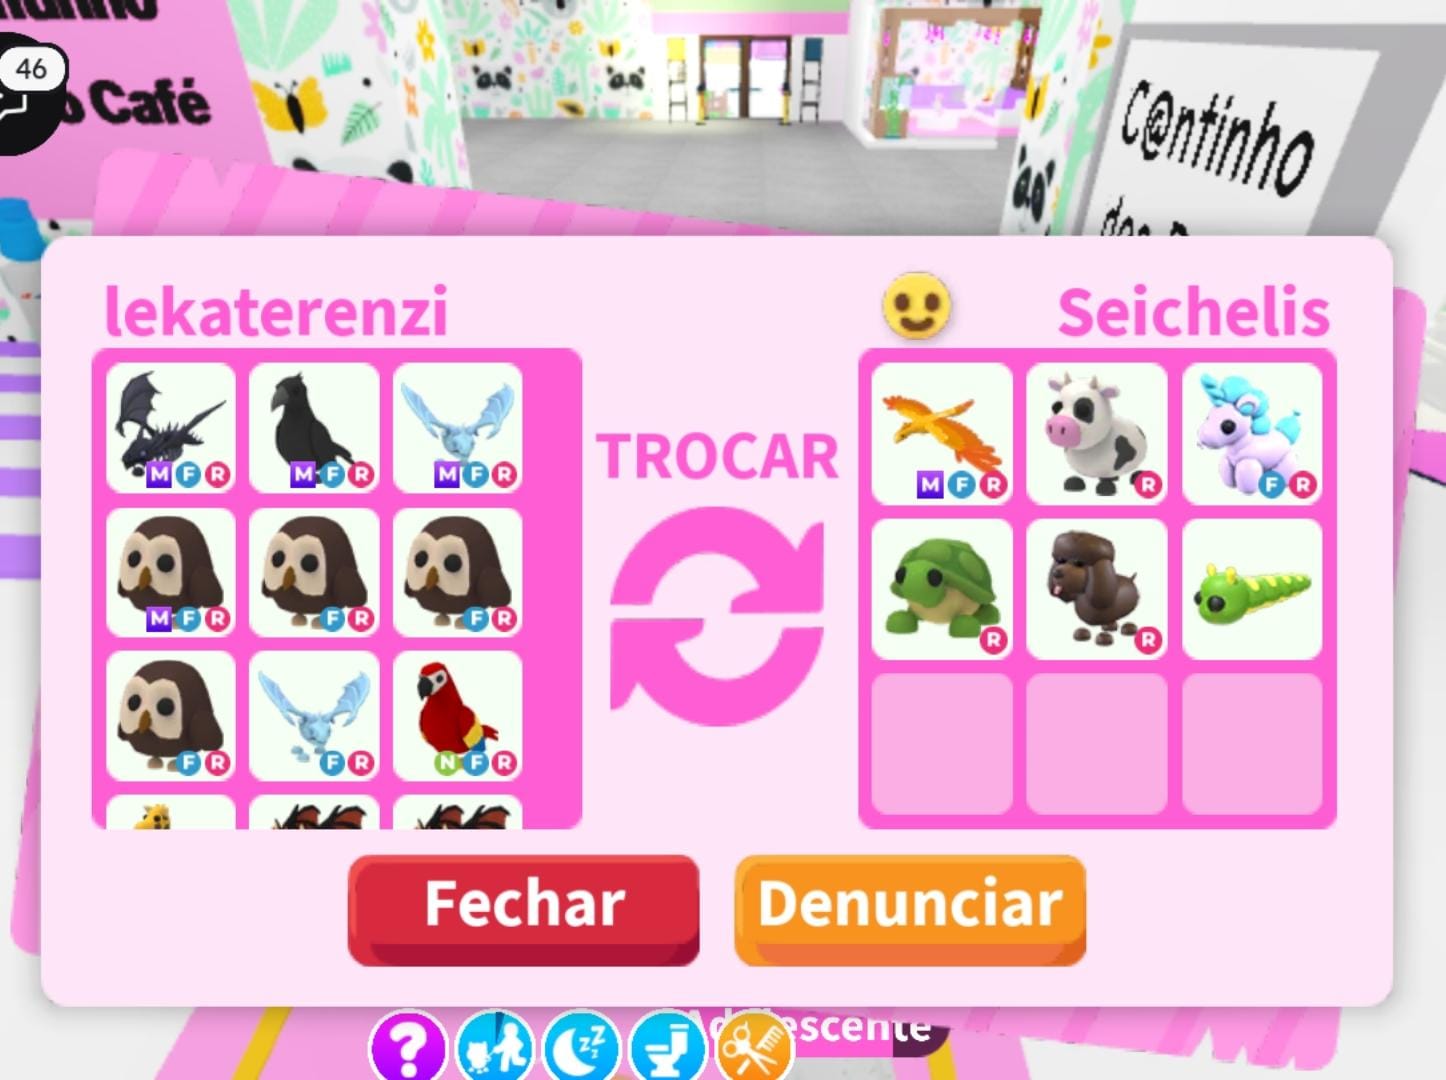 46
Café
C@ntinho
lekaterenzi
Seichelis
M F R
M F R
M F R
M F R
F R
F R
F R
F R
N F R
TROCAR
M F R
R
F R
R
R
Fechar
Denunciar
?
Z Z Z